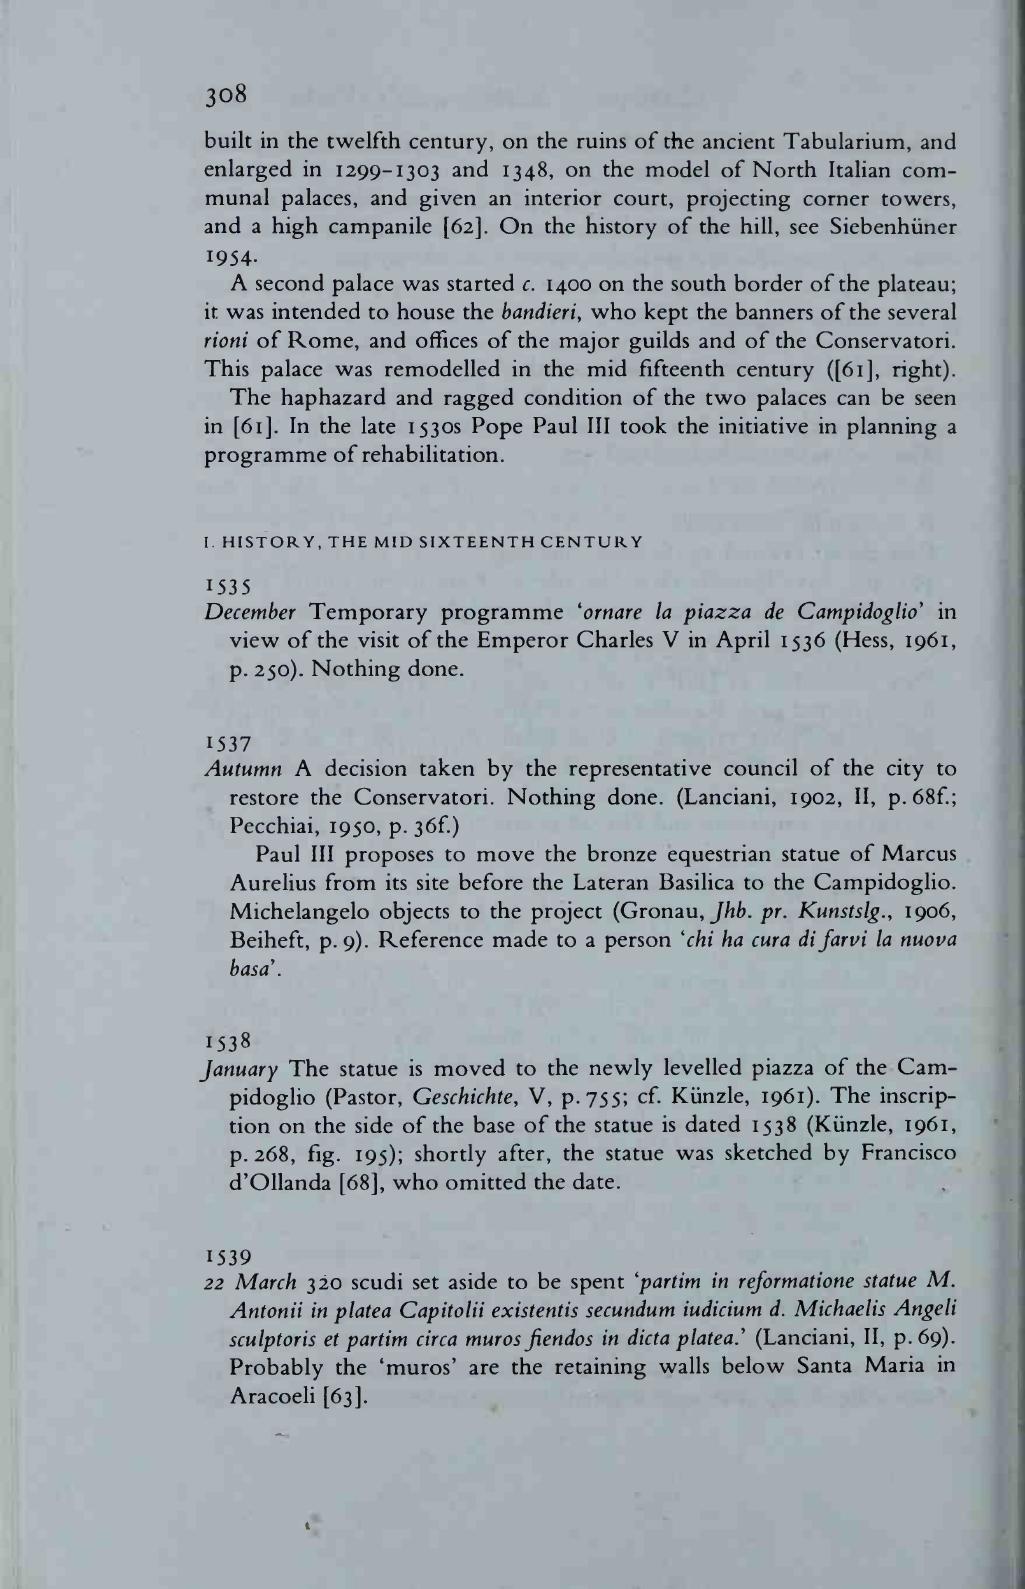 308
built in the twelfth century, on the ruins of the ancient Tabularium, and
enlarged in 1299-1303 and 1348, on the model of North Italian com-
munal palaces, and given an interior court, projecting corner towers,
and a high campanile [62]. On the history of the hill, see Siebenhüner
1954.
A second palace was started c. 1400 on the south border of the plateau;
it was intended to house the bandieri, who kept the banners of the several
rioni of Rome, and offices of the major guilds and of the Conservatori.
This palace was remodelled in the mid fifteenth century ([61], right).
The haphazard and ragged condition of the two palaces can be seen
in [61]. In the late 1530s Pope Paul III took the initiative in planning a
programme of rehabilitation.
I. HISTORY, THE MID SIXTEENTH CENTURY
1535
December Temporary programme ‘ornare la piazza de Campidoglio’ in
view of the visit of the Emperor Charles V in April 1536 (Hess, 1961,
p. 250). Nothing done.
1537
Autumn A decision taken by the representative council of the city to
restore the Conservatori. Nothing done. (Lanciani, 1902, II, p. 68f.;
Pecchiai, 1950, p. 36f.)
Paul III proposes to move the bronze equestrian statue of Marcus
Aurelius from its site before the Lateran Basilica to the Campidoglio.
Michelangelo objects to the project (Gronau, Jhb. pr. Kunstslg., 1906,
Beiheft, p. 9). Reference made to a person ‘chi ha cura di farvi la nuova
basa’.
1538
January The statue is moved to the newly levelled piazza of the Cam-
pidoglio (Pastor, Geschichte, V, p. 755; cf. Künzle, 1961). The inscrip-
tion on the side of the base of the statue is dated 1538 (Künzle, 1961,
p. 268, fig. 195); shortly after, the statue was sketched by Francisco
d’Ollanda [68], who omitted the date.
1539
22 March 320 scudi set aside to be spent ‘partim in reformatione statue M.
Antonii in platea Capitolii existentis secundum iudicium d. Michaelis Angeli
sculptoris et partim circa muros fiendos in dicta platea.’ (Lanciani, II, p. 69).
Probably the ‘muros’ are the retaining walls below Santa Maria in
Aracoeli [63].